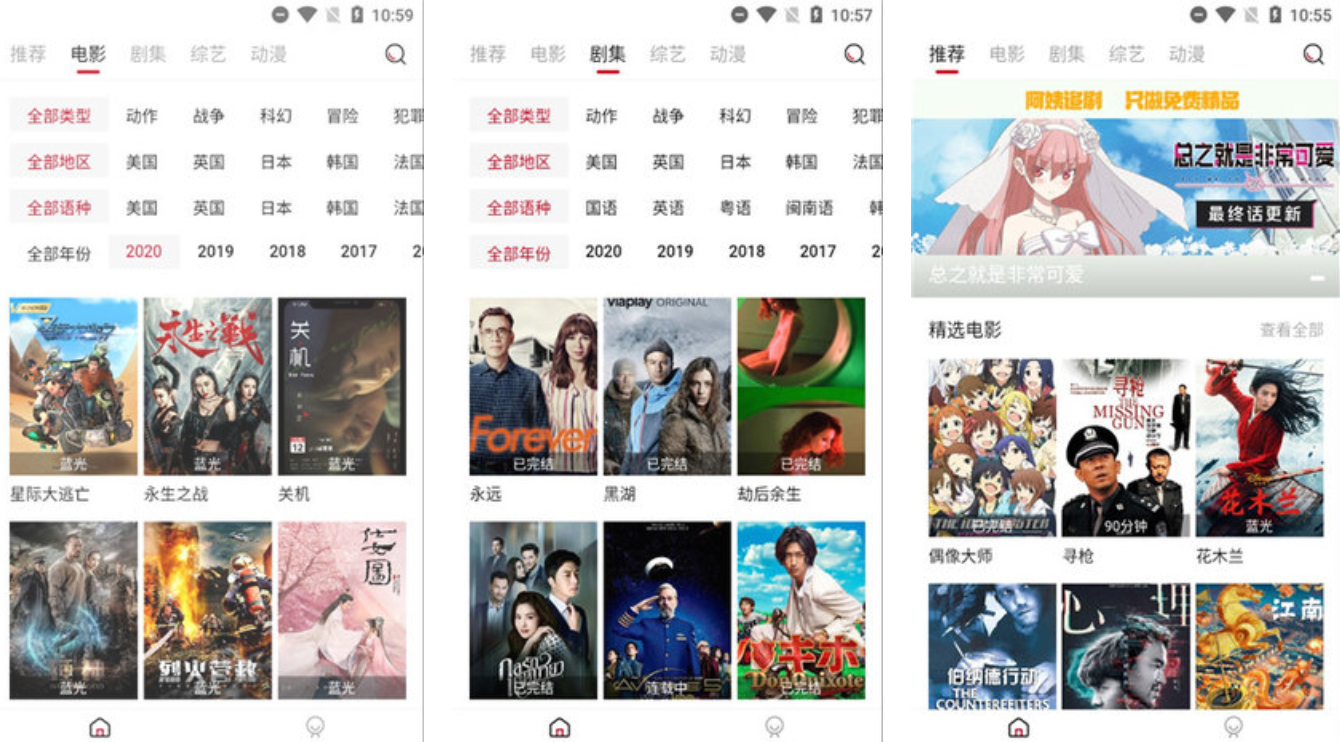 10:59
推荐 电影 剧集 综艺 动漫
全部类型 动作 战争 科幻 冒险 犯罪
全部地区 美国 英国 日本 韩国 法国
全部语种 美国 英国 日本 韩国 法国
全部年份 2020 2019 2018 2017
永生之戰
关机
12
蓝光 蓝光 蓝光
星际大逃亡 永生之战 关机
仕圖
烈火营救
蓝光 蓝光 蓝光
10:57
推荐 电影 剧集 综艺 动漫
全部类型 动作 战争 科幻 冒险 犯罪
全部地区 美国 英国 日本 韩国 法国
全部语种 国语 英语 粤语 闽南语 韩
全部年份 2020 2019 2018 2017
viaplay ORIGINAL
Forever
已完结 已完结 已完结
永远 黑湖 劫后余生
AVENUE 5
Don Quixote
已完结 连载中 已完结
10:55
推荐 电影 剧集 综艺 动漫
阿姨追剧 只做免费精品
总之就是非常可爱
最终话更新
总之就是非常可爱
精选电影 查看全部
寻枪
THE
MISSING
GUN
花木兰
已完结 90分钟 蓝光
偶像大师 寻枪 花木兰
心理
江南
伯纳德行动
THE
COUNTERFEITERS